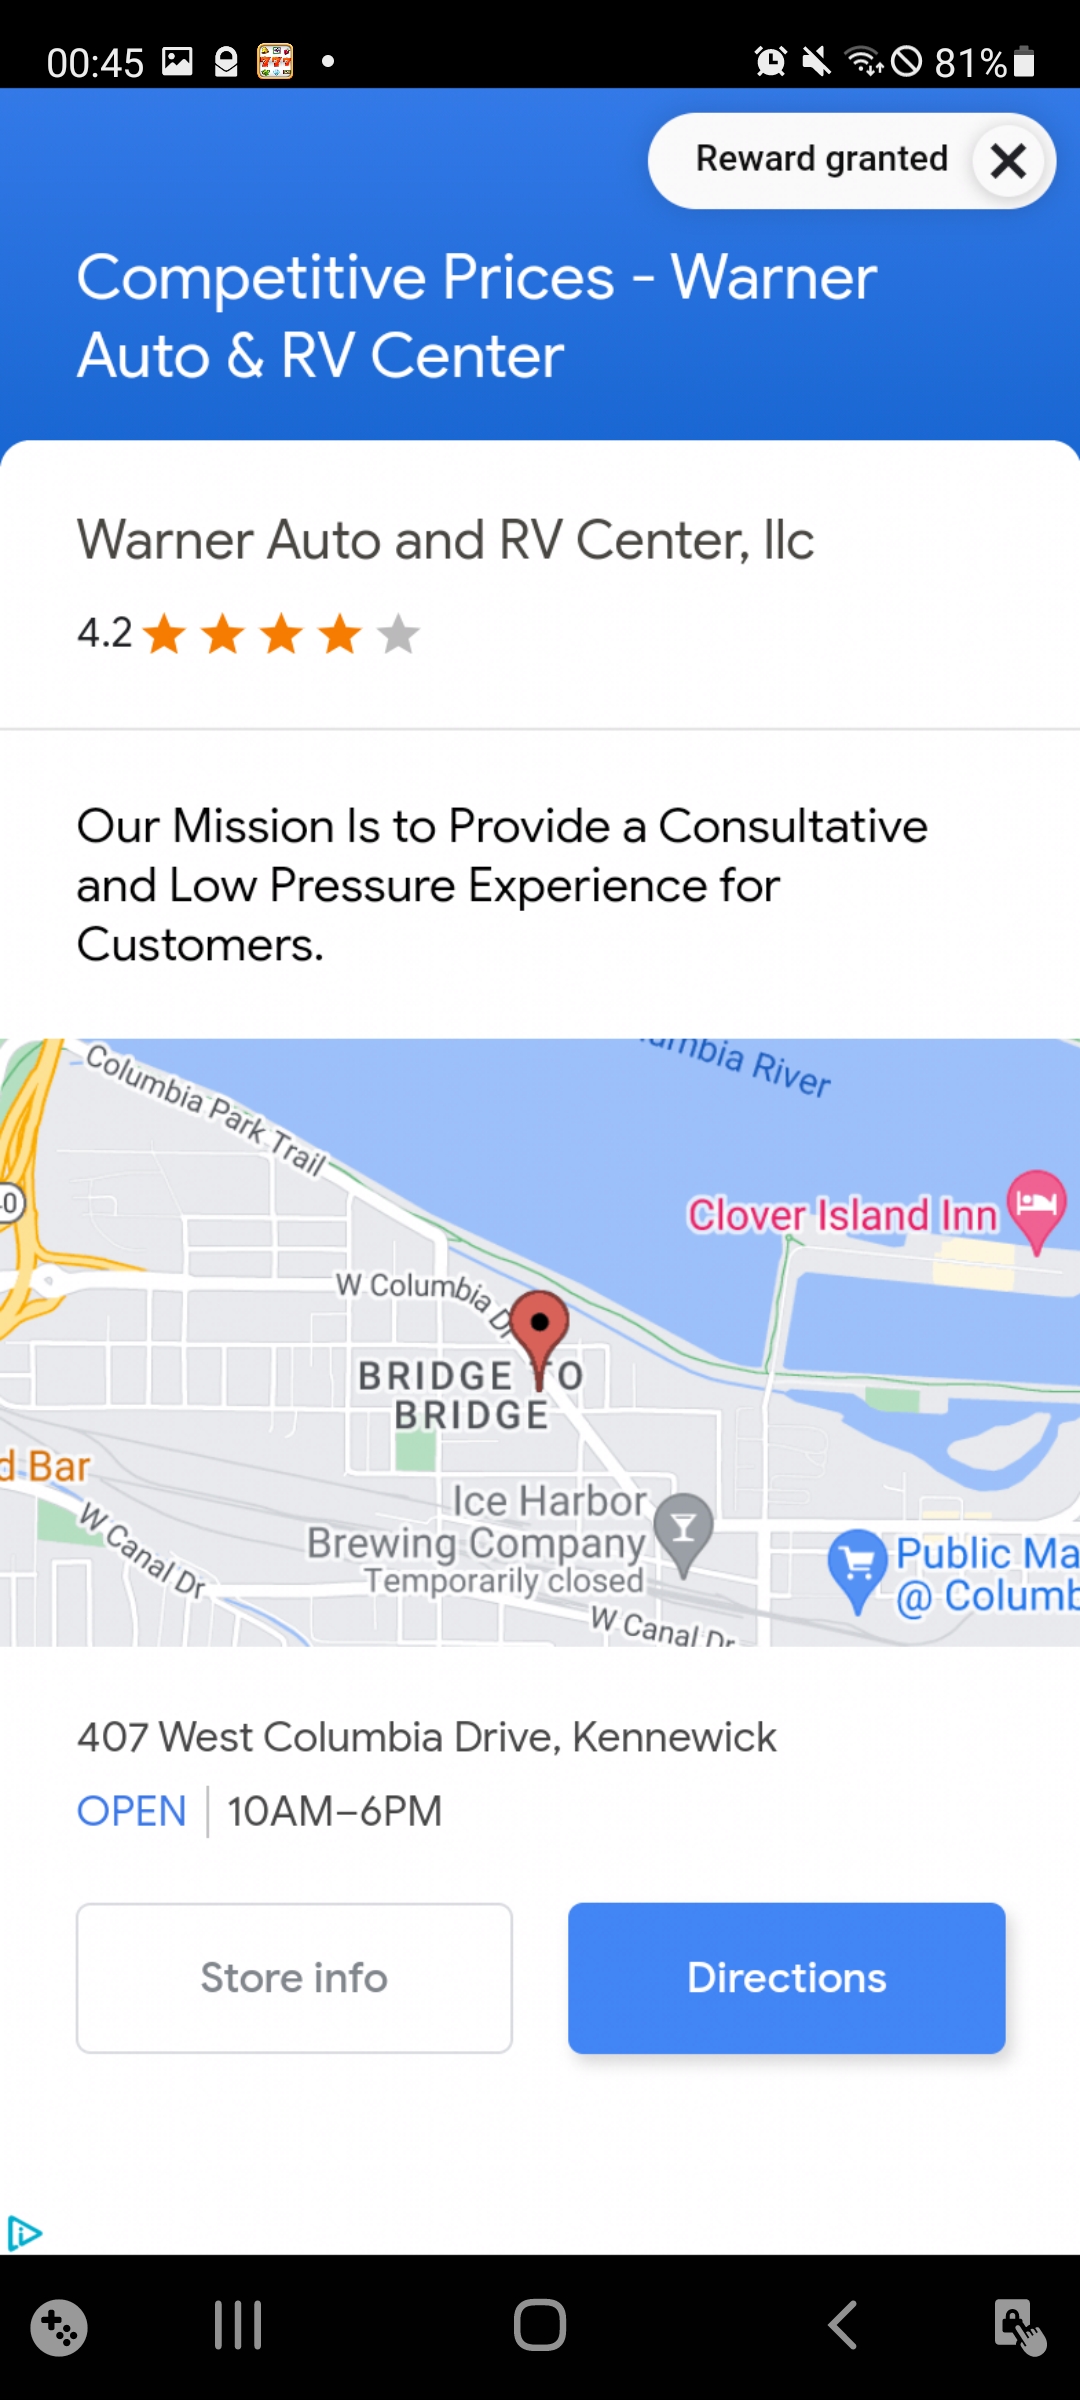 00:45
81%
Reward granted
Competitive Prices - Warner
Auto & RV Center
Warner Auto and RV Center, llc
4.2
Our Mission Is to Provide a Consultative
and Low Pressure Experience for
Customers.
Columbia Park Trail
umbia River
Clover Island Inn
W Columbia Dr
BRIDGE TO
BRIDGE
d Bar
W Canal Dr
Ice Harbor
Brewing Company
Temporarily closed
Public Ma
@ Columb
W Canal Dr
407 West Columbia Drive, Kennewick
OPEN | 10AM–6PM
Store info
Directions